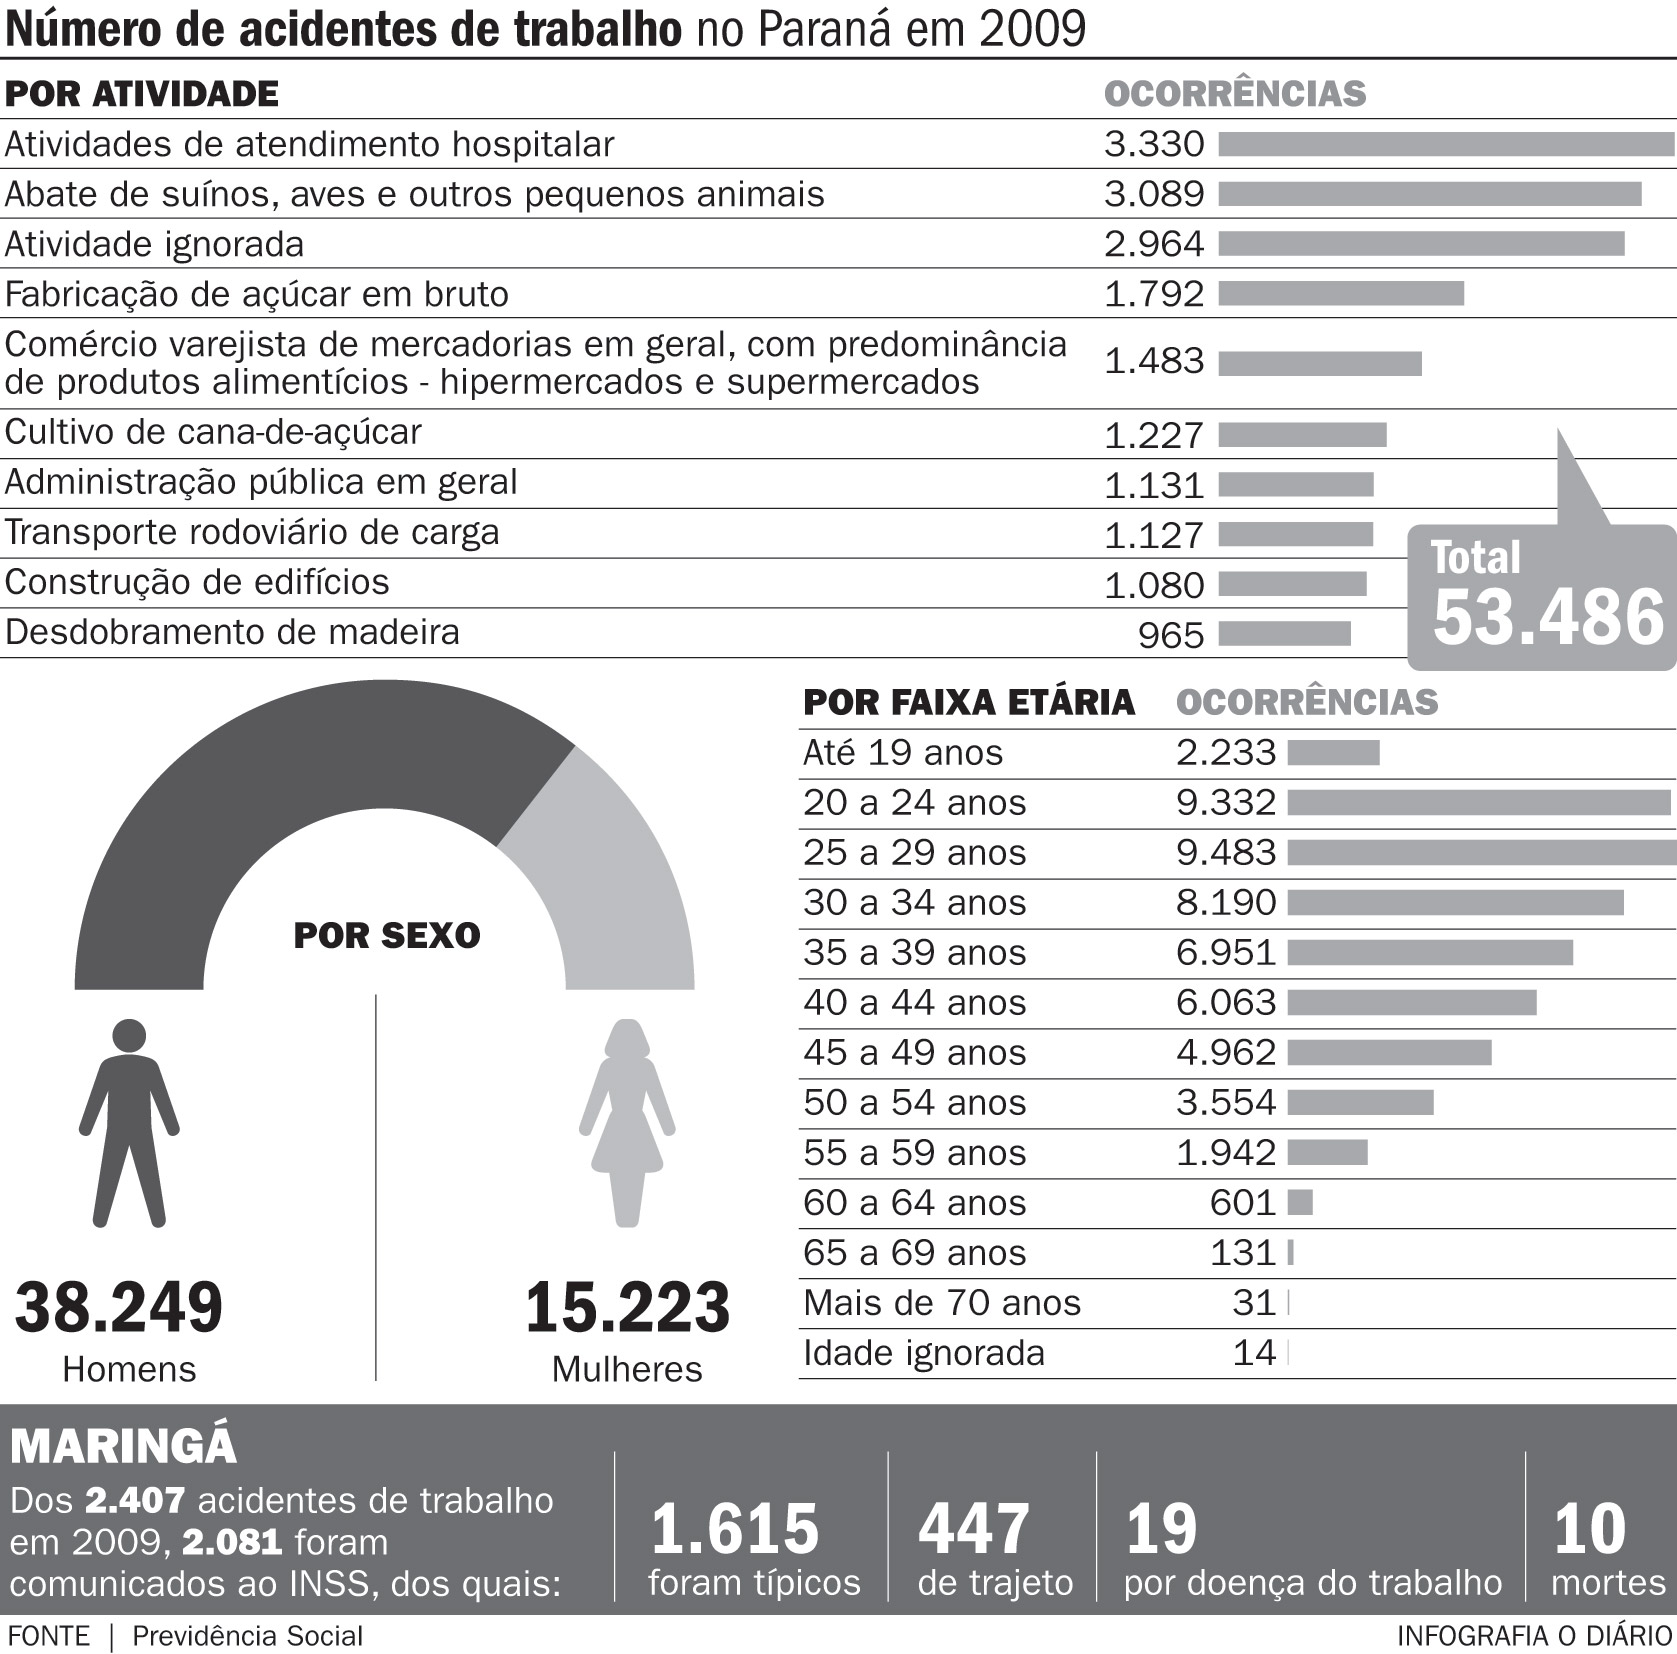 Número de acidentes de trabalho no Paraná em 2009
POR ATIVIDADE OCORRÊNCIAS
Atividades de atendimento hospitalar 3.330
Abate de suínos, aves e outros pequenos animais 3.089
Atividade ignorada 2.964
Fabricação de açúcar em bruto 1.792
Comércio varejista de mercadorias em geral, com predominância
de produtos alimentícios - hipermercados e supermercados 1.483
Cultivo de cana-de-açúcar 1.227
Administração pública em geral 1.131
Transporte rodoviário de carga 1.127
Construção de edifícios 1.080
Desdobramento de madeira 965
Total
53.486
POR SEXO
38.249
Homens
15.223
Mulheres
POR FAIXA ETÁRIA OCORRÊNCIAS
Até 19 anos 2.233
20 a 24 anos 9.332
25 a 29 anos 9.483
30 a 34 anos 8.190
35 a 39 anos 6.951
40 a 44 anos 6.063
45 a 49 anos 4.962
50 a 54 anos 3.554
55 a 59 anos 1.942
60 a 64 anos 601
65 a 69 anos 131
Mais de 70 anos 31
Idade ignorada 14
MARINGÁ
Dos 2.407 acidentes de trabalho
em 2009, 2.081 foram
comunicados ao INSS, dos quais:
1.615
foram típicos
447
de trajeto
19
por doença do trabalho
10
mortes
FONTE | Previdência Social
INFOGRAFIA O DIÁRIO